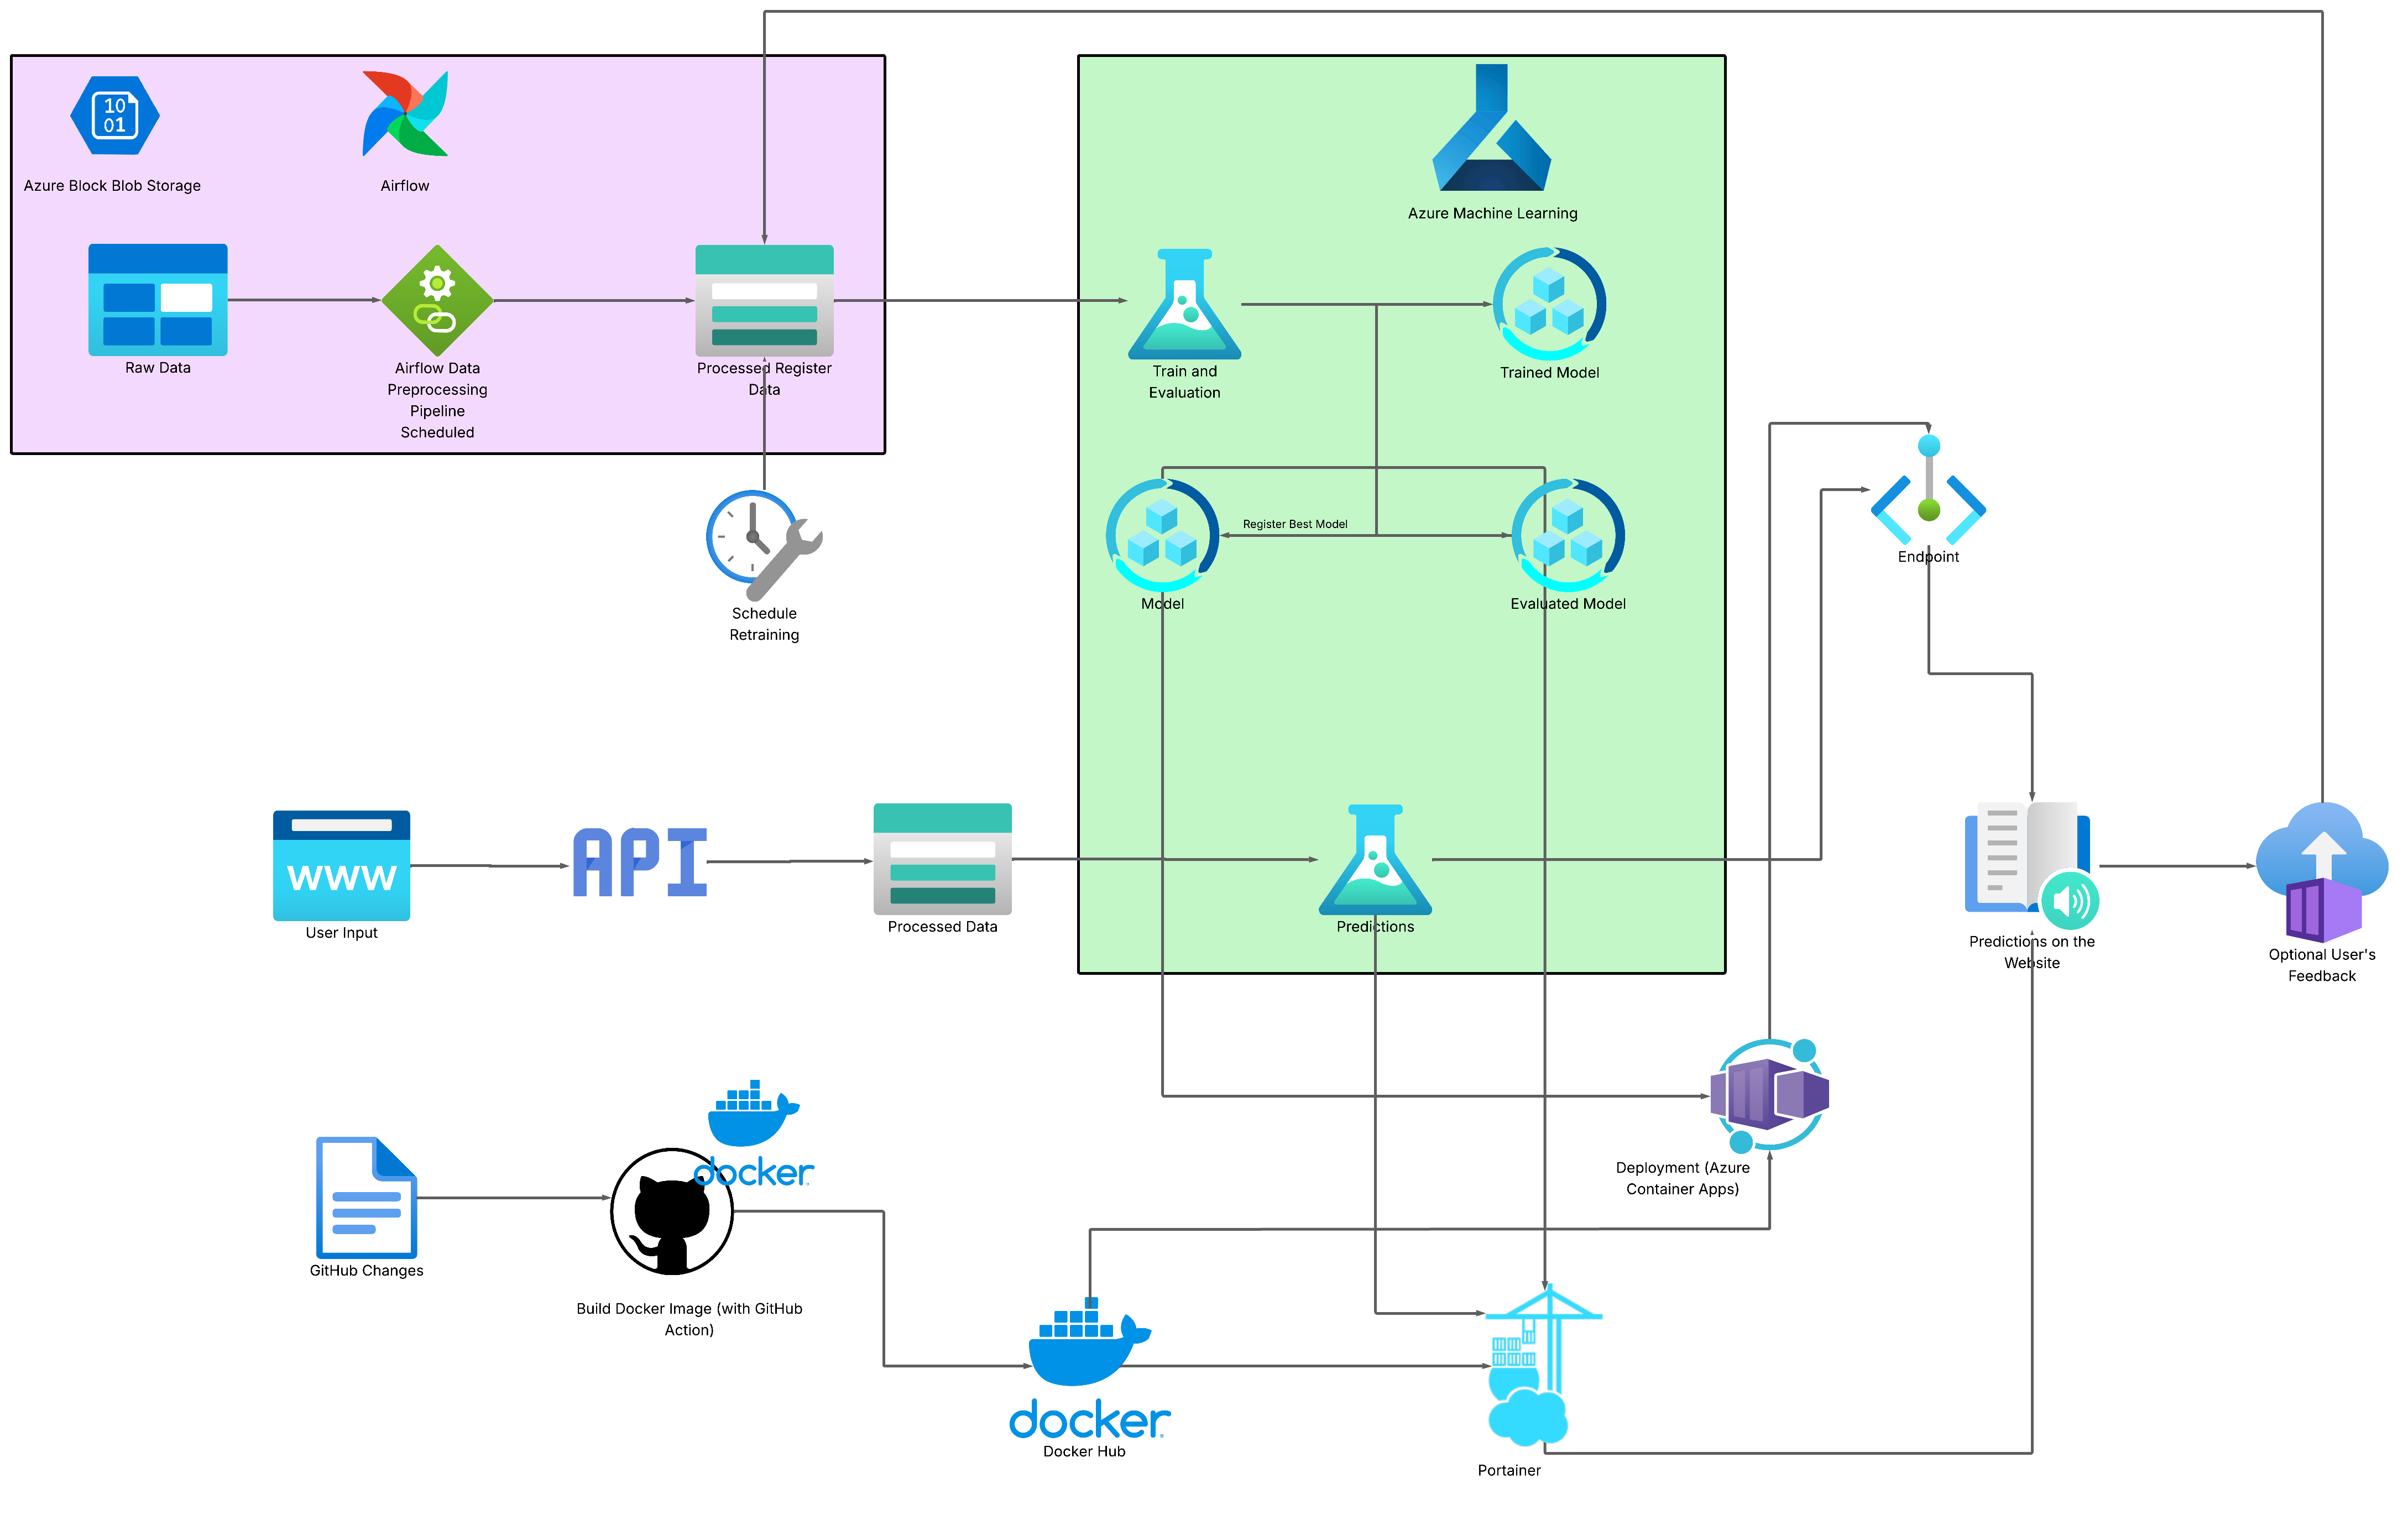 10
01
Azure Block Blob Storage
Airflow
Azure Machine Learning
Raw Data
Airflow Data
Preprocessing
Pipeline
Scheduled
Processed Register
Data
Train and
Evaluation
Trained Model
Register Best Model
Model
Evaluated Model
Endpoint
Schedule
Retraining
www
User Input
API
Processed Data
Predictions
Predictions on the
Website
Optional User's
Feedback
docker
GitHub Changes
Build Docker Image (with GitHub
Action)
Deployment (Azure
Container Apps)
docker
Docker Hub
Portainer